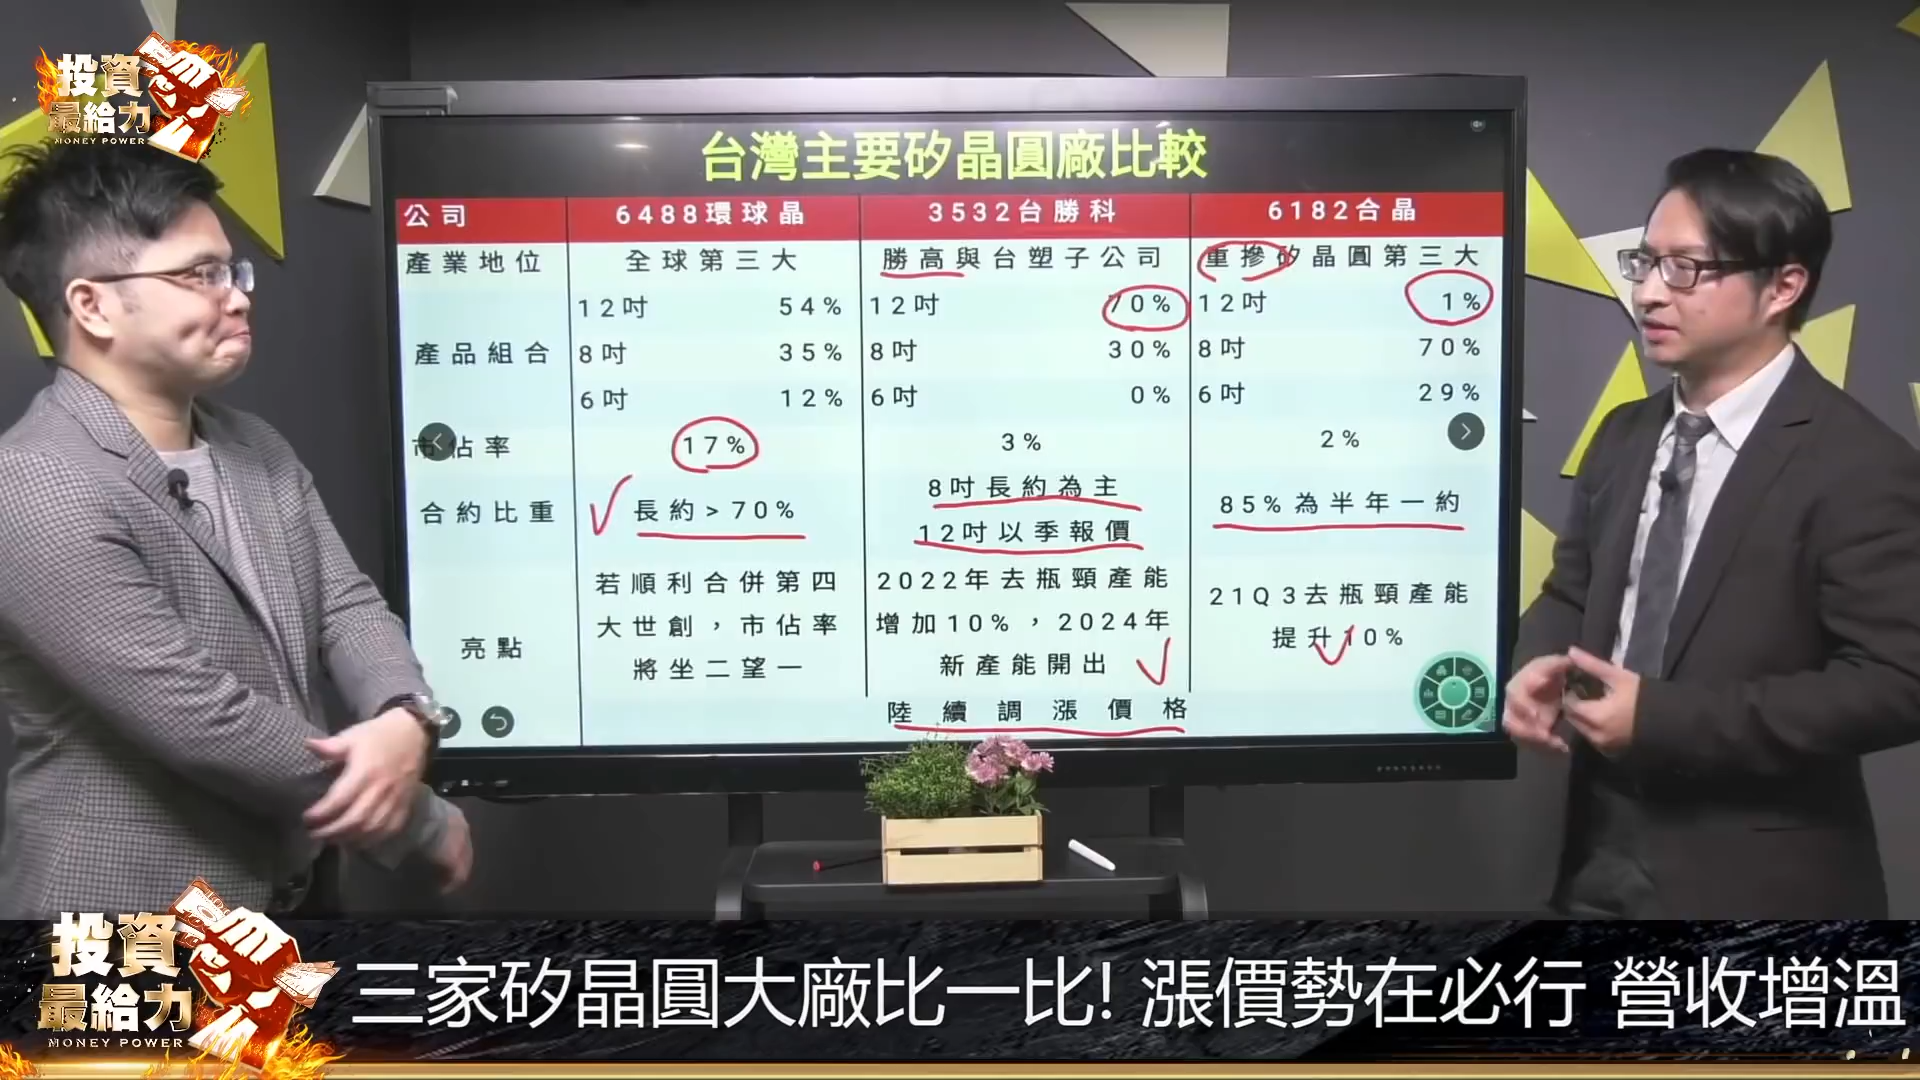 投資
最給力
MONEY POWER
台灣主要矽晶圓廠比較
公司 6488環球晶 3532台勝科 6182合晶
產業地位 全球第三大 勝高與台塑子公司 重摻矽晶圓第三大
12吋 54% 12吋 70% 12吋 1%
產品組合 8吋 35% 8吋 30% 8吋 70%
6吋 12% 6吋 0% 6吋 29%
市佔率 17% 3% 2%
合約比重 長約>70% 8吋長約為主 85%為半年一約
12吋以季報價
亮點 若順利合併第四 2022年去瓶頸產能 21Q3去瓶頸產能
大世創，市佔率 增加10%，2024年 提升10%
將坐二望一 新產能開出
陸續調漲價格
投資
最給力
MONEY POWER
三家矽晶圓大廠比一比! 漲價勢在必行 營收增溫